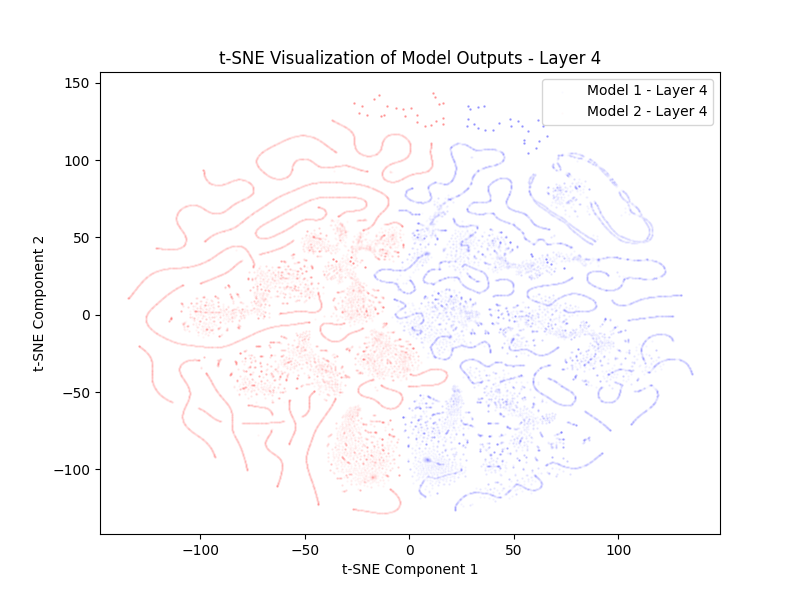 t-SNE Visualization of Model Outputs - Layer 4
Model 1 - Layer 4
Model 2 - Layer 4
150
100
50
0
−50
−100
t-SNE Component 2
−100
−50
0
50
100
t-SNE Component 1